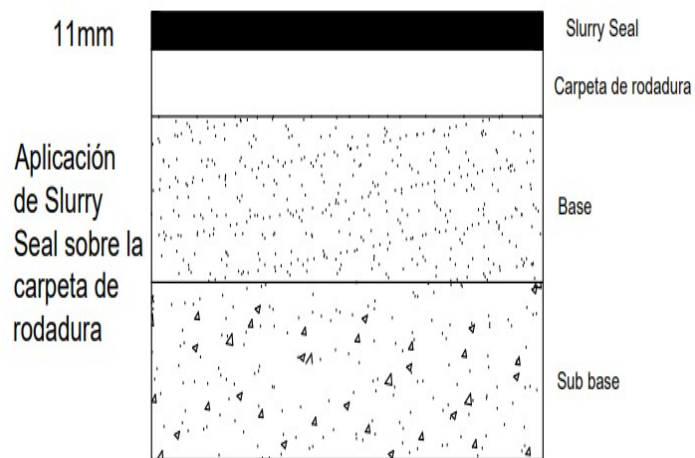 11mm
Slurry Seal
Carpeta de rodadura
Aplicación
de Slurry
Seal sobre la
carpeta de
rodadura
Base
Sub base